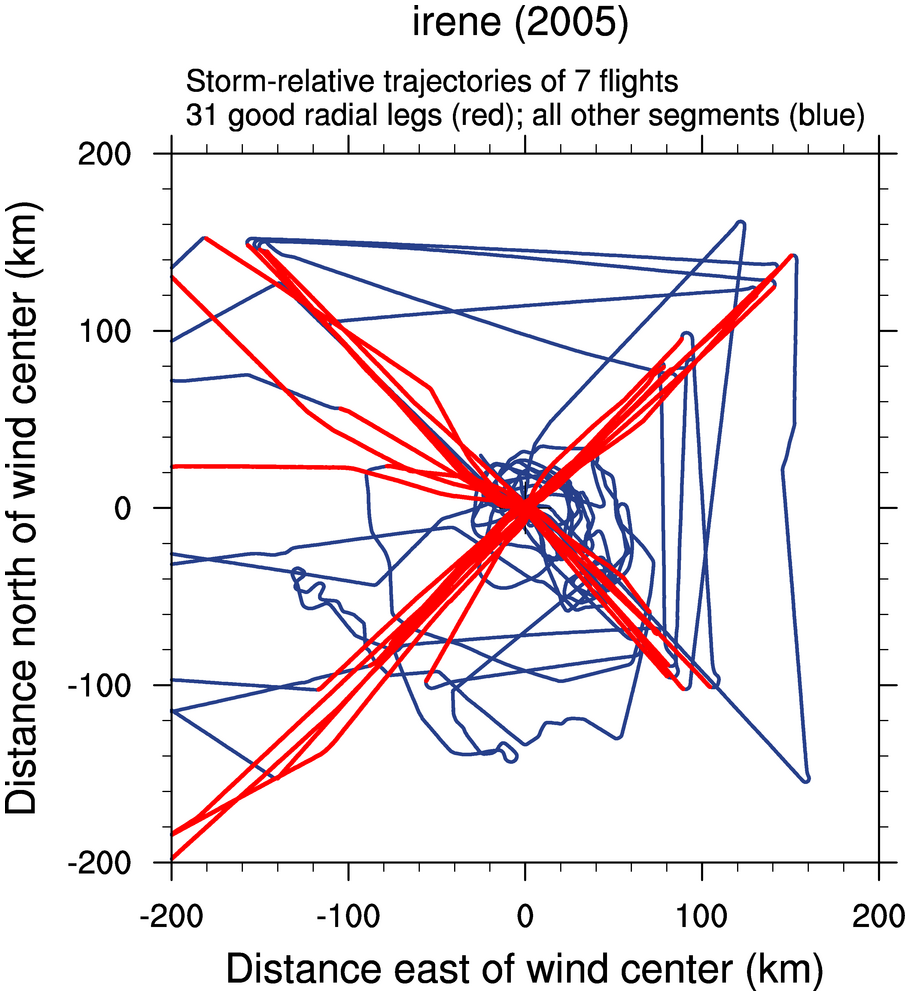 irene (2005)
Storm-relative trajectories of 7 flights
31 good radial legs (red); all other segments (blue)
Distance north of wind center (km)
200
100
0
-100
-200
-200 -100 0 100 200
Distance east of wind center (km)